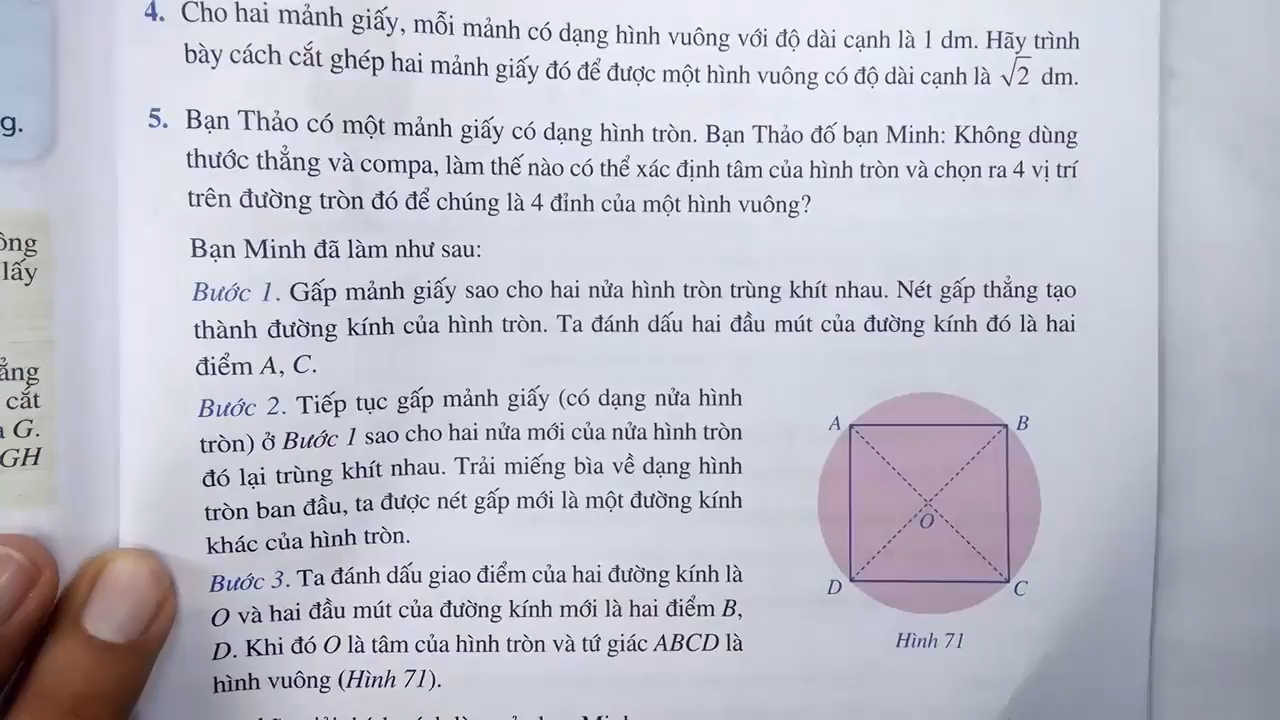 4. Cho hai mảnh giấy, mỗi mảnh có dạng hình vuông với độ dài cạnh là 1 dm. Hãy trình
bày cách cắt ghép hai mảnh giấy đó để được một hình vuông có độ dài cạnh là √2 dm.
g.
5. Bạn Thảo có một mảnh giấy có dạng hình tròn. Bạn Thảo đố bạn Minh: Không dùng
thước thẳng và compa, làm thế nào có thể xác định tâm của hình tròn và chọn ra 4 vị trí
trên đường tròn đó để chúng là 4 đỉnh của một hình vuông?
ông
lấy
Bạn Minh đã làm như sau:
Bước 1. Gấp mảnh giấy sao cho hai nửa hình tròn trùng khít nhau. Nét gấp thẳng tạo
thành đường kính của hình tròn. Ta đánh dấu hai đầu mút của đường kính đó là hai
điểm A, C.
ẳng
cắt
G.
GH
Bước 2. Tiếp tục gấp mảnh giấy (có dạng nửa hình
tròn) ở Bước 1 sao cho hai nửa mới của nửa hình tròn
đó lại trùng khít nhau. Trải miếng bìa về dạng hình
tròn ban đầu, ta được nét gấp mới là một đường kính
khác của hình tròn.
Bước 3. Ta đánh dấu giao điểm của hai đường kính là
O và hai đầu mút của đường kính mới là hai điểm B,
D. Khi đó O là tâm của hình tròn và tứ giác ABCD là
hình vuông (Hình 71).
A B
O
D C
Hình 71